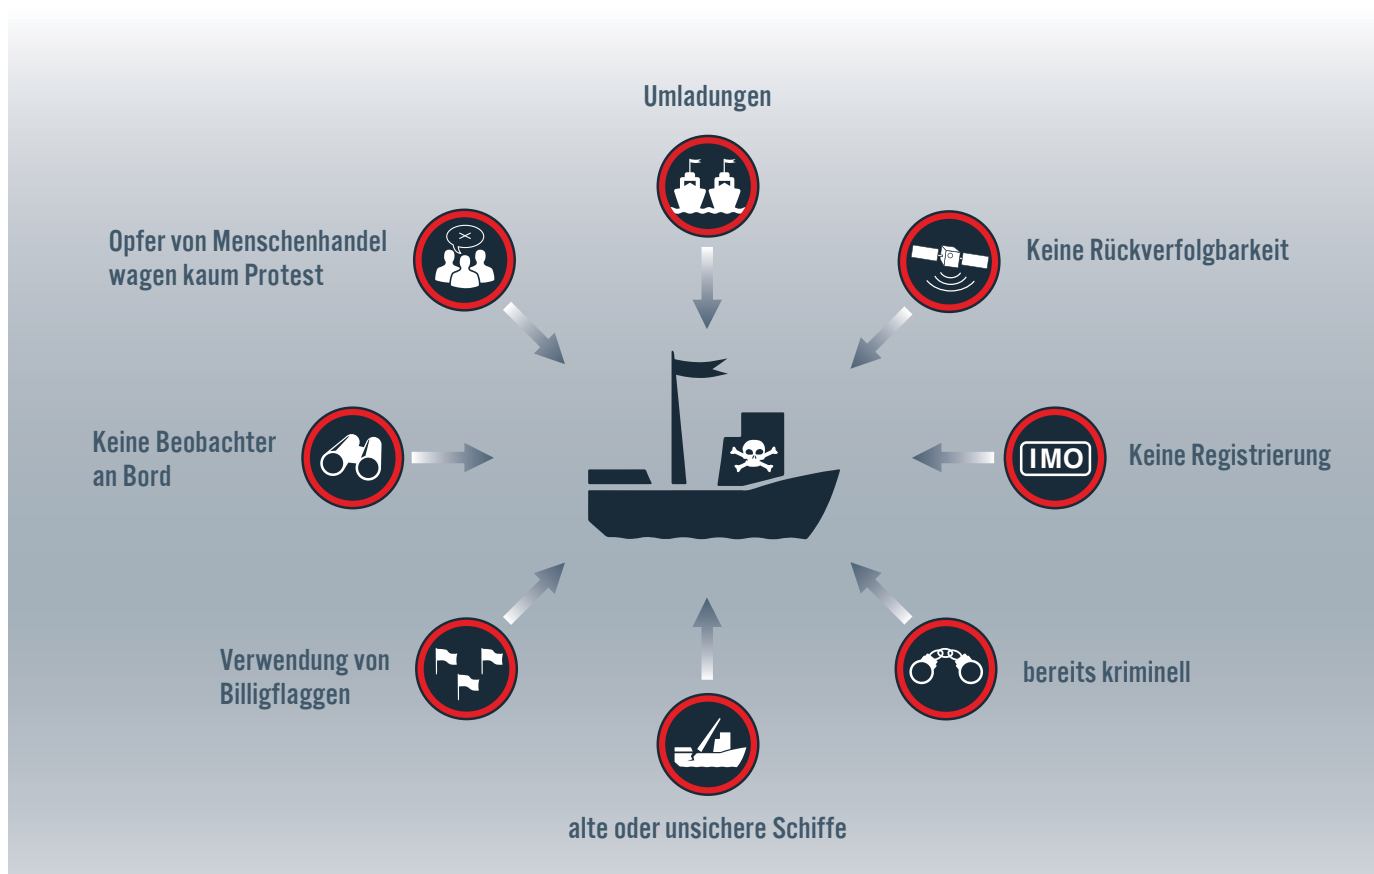 Umladungen
Opfer von Menschenhandel
wagen kaum Protest
Keine Rückverfolgbarkeit
Keine Beobachter
an Bord
IMO
Keine Registrierung
Verwendung von
Billigflaggen
bereits kriminell
alte oder unsichere Schiffe